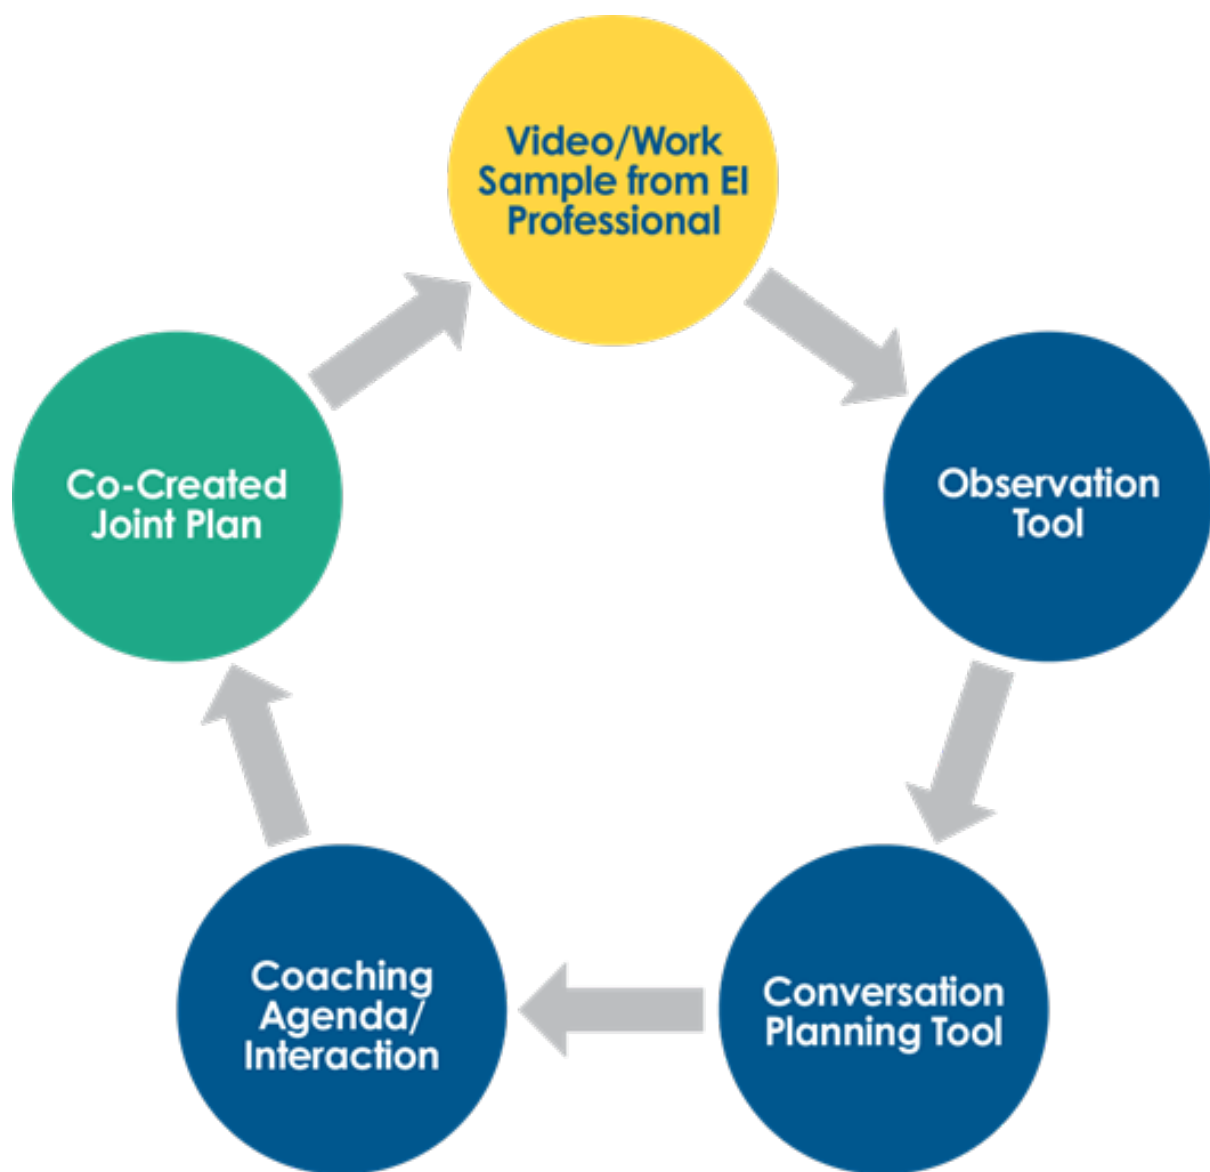 Video/Work
Sample from EI
Professional
Observation
Tool
Conversation
Planning Tool
Coaching
Agenda/
Interaction
Co-Created
Joint Plan